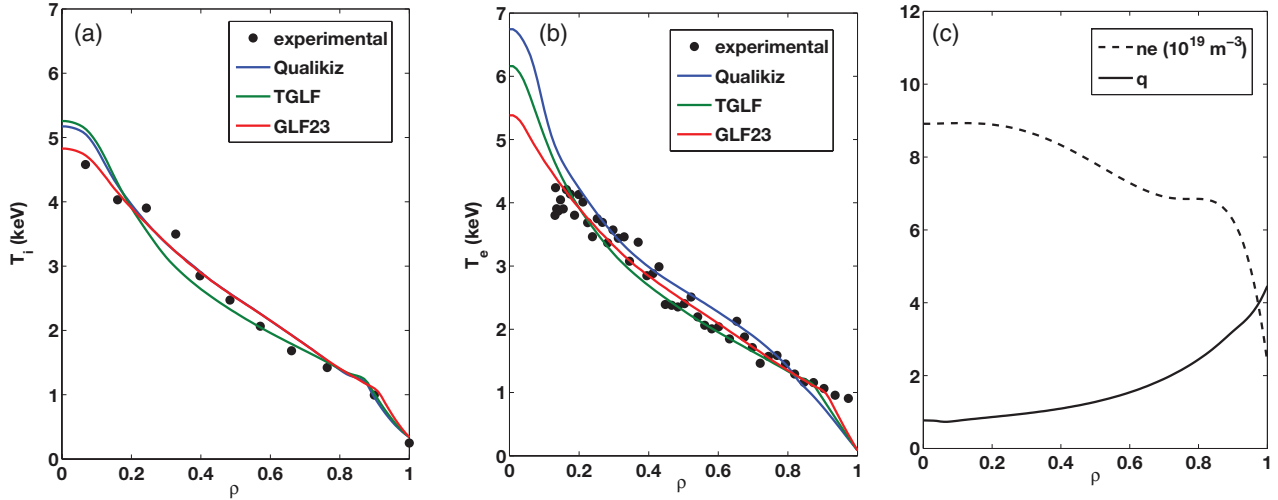 (a)
experimental
Qualikiz
TGLF
GLF23
7
6
5
4
3
2
1
0
T_i (keV)
0 0.2 0.4 0.6 0.8 1
ρ
(b)
experimental
Qualikiz
TGLF
GLF23
7
6
5
4
3
2
1
0
T_e (keV)
0 0.2 0.4 0.6 0.8 1
ρ
(c)
ne (10^19 m^−3)
q
12
10
8
6
4
2
0
0 0.2 0.4 0.6 0.8 1
ρ